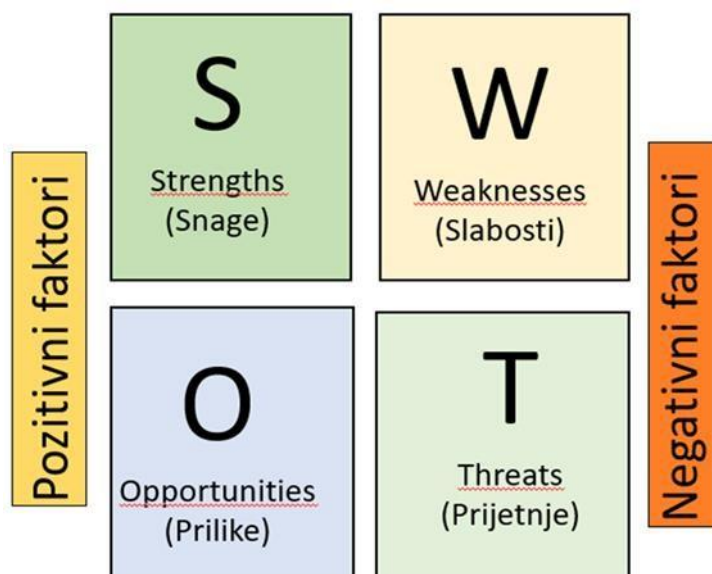 S
Strengths
(Snage)
W
Weaknesses
(Slabosti)
Pozitivni faktori
Negativni faktori
O
Opportunities
(Prilike)
T
Threats
(Prijetnje)